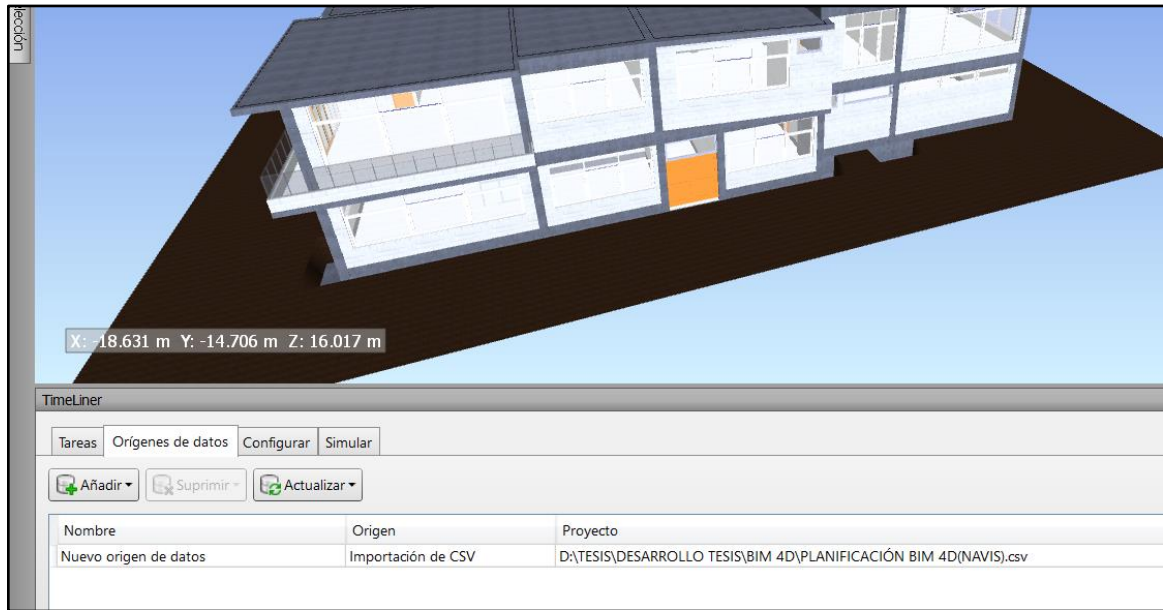 lección
X: -18.631 m Y: -14.706 m Z: 16.017 m
TimeLiner
Tareas Orígenes de datos Configurar Simular
Añadir Suprimir Actualizar
Nombre Origen Proyecto
Nuevo origen de datos Importación de CSV D:\TESIS\DESARROLLO TESIS\BIM 4D\PLANIFICACIÓN BIM 4D(NAVIS).csv